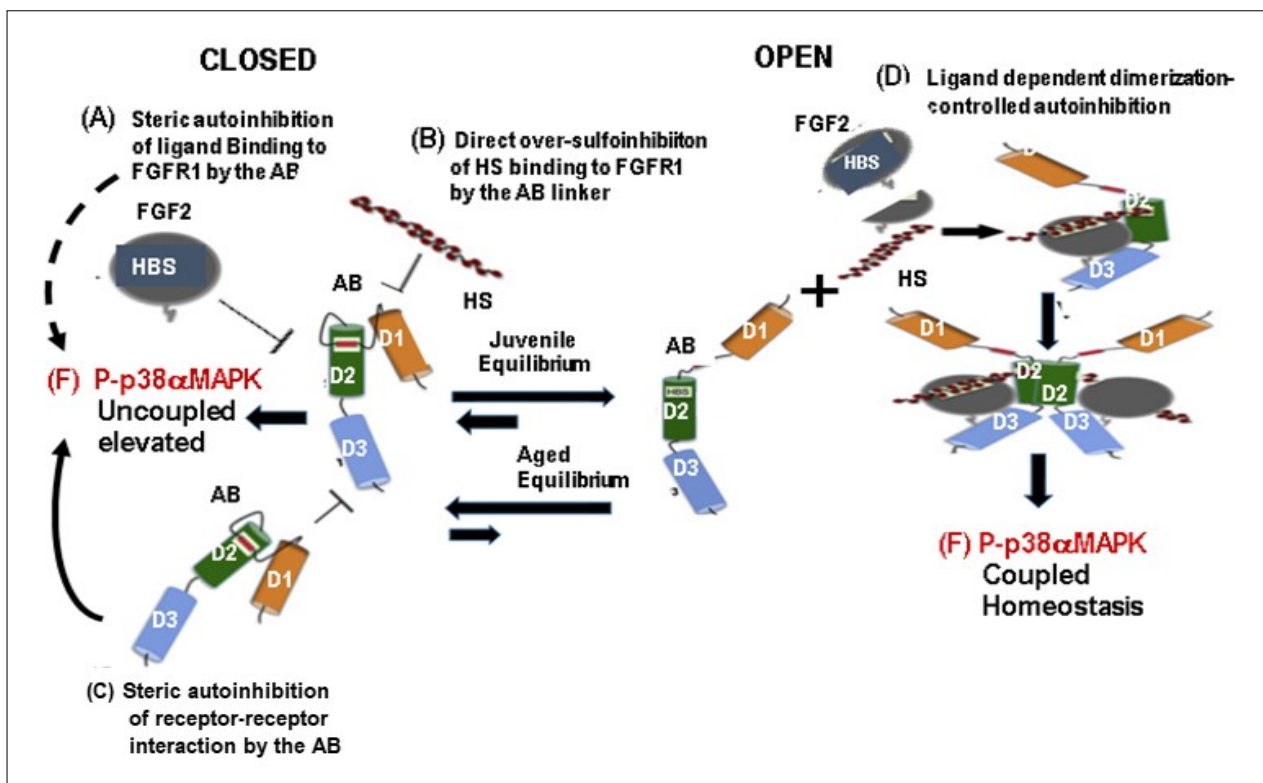 CLOSED
OPEN
(A) Steric autoinhibition
of ligand Binding to
FGFR1 by the AB
FGF2
HBS
(B) Direct over-sulfoinhibiiton
of HS binding to FGFR1
by the AB linker
HS
AB
D1
D2
D3
(F) P-p38αMAPK
Uncoupled
elevated
Juvenile
Equilibrium
Aged
Equilibrium
AB
D2
D1
D3
(C) Steric autoinhibition
of receptor-receptor
interaction by the AB
AB
D1
HBS
D2
D3
3
(D) Ligand dependent dimerization-
controlled autoinhibition
FGF2
HBS
HS
D2
D3
D1
D1
D2
D2
D3
D3
(F) P-p38αMAPK
Coupled
Homeostasis